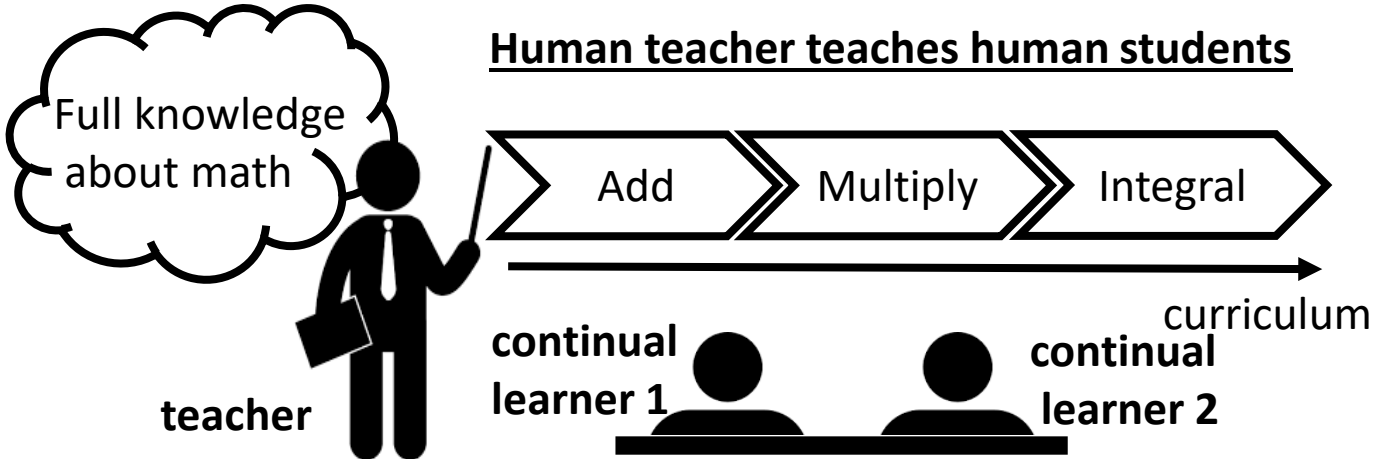 Human teacher teaches human students
Full knowledge
about math
Add
Multiply
Integral
curriculum
continual
learner 1
continual
learner 2
teacher